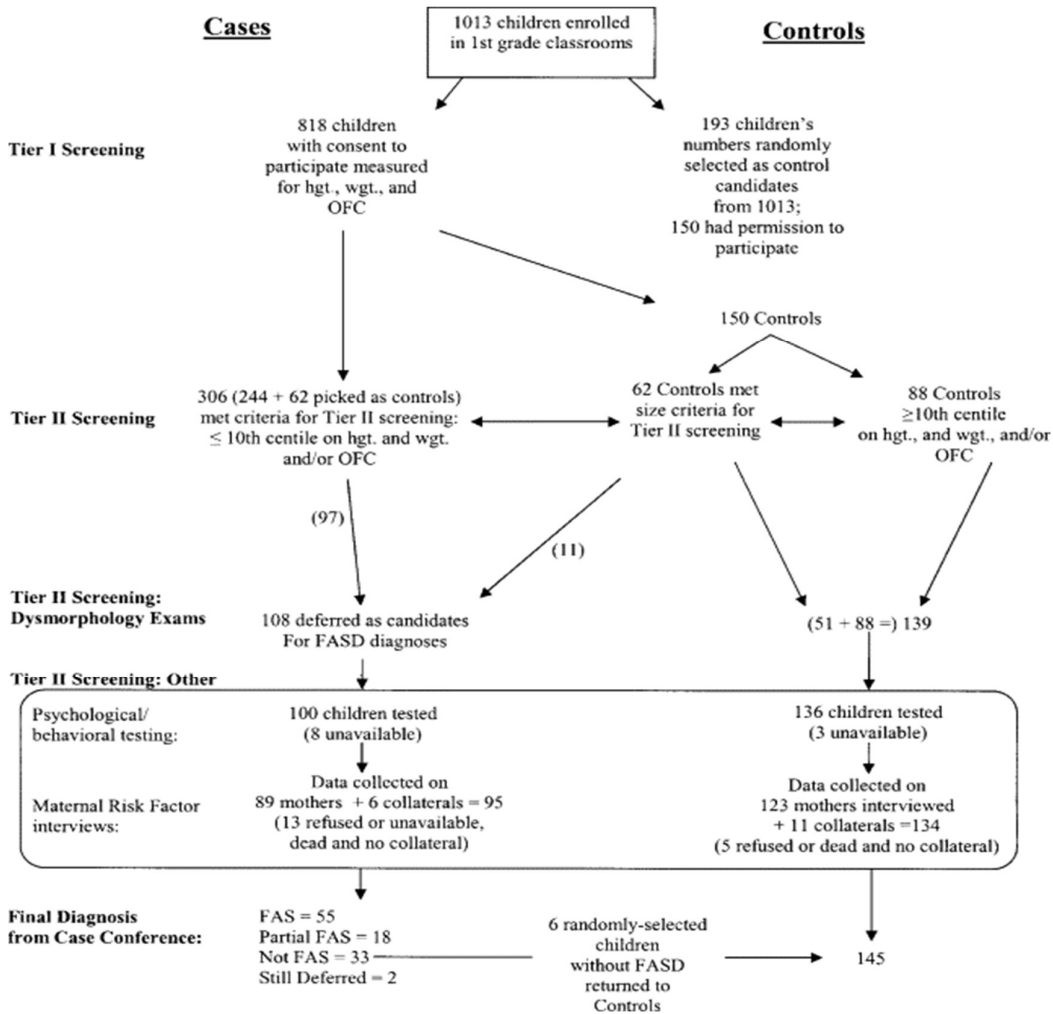 Cases
1013 children enrolled
in 1st grade classrooms
Controls
Tier I Screening
818 children
with consent to
participate measured
for hgt., wgt., and
OFC
193 children's
numbers randomly
selected as control
candidates
from 1013;
150 had permission to
participate
150 Controls
Tier II Screening
306 (244 + 62 picked as controls)
met criteria for Tier II screening:
≤ 10th centile on hgt. and wgt.
and/or OFC
62 Controls met
size criteria for
Tier II screening
88 Controls
≥10th centile
on hgt., and wgt., and/or
OFC
(97)
(11)
Tier II Screening:
Dysmorphology Exams
108 deferred as candidates
For FASD diagnoses
(51 + 88 =) 139
Tier II Screening: Other
Psychological/
behavioral testing:
100 children tested
(8 unavailable)
136 children tested
(3 unavailable)
Maternal Risk Factor
interviews:
Data collected on
89 mothers + 6 collaterals = 95
(13 refused or unavailable,
dead and no collateral)
Data collected on
123 mothers interviewed
+ 11 collaterals =134
(5 refused or dead and no collateral)
Final Diagnosis
from Case Conference:
FAS = 55
Partial FAS = 18
Not FAS = 33
Still Deferred = 2
6 randomly-selected
children
without FASD
returned to
Controls
145